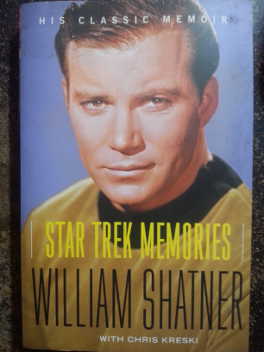 HIS CLASSIC MEMOIR
STAR TREK MEMORIES
WILLIAM SHATNER
WITH CHRIS KRESKI